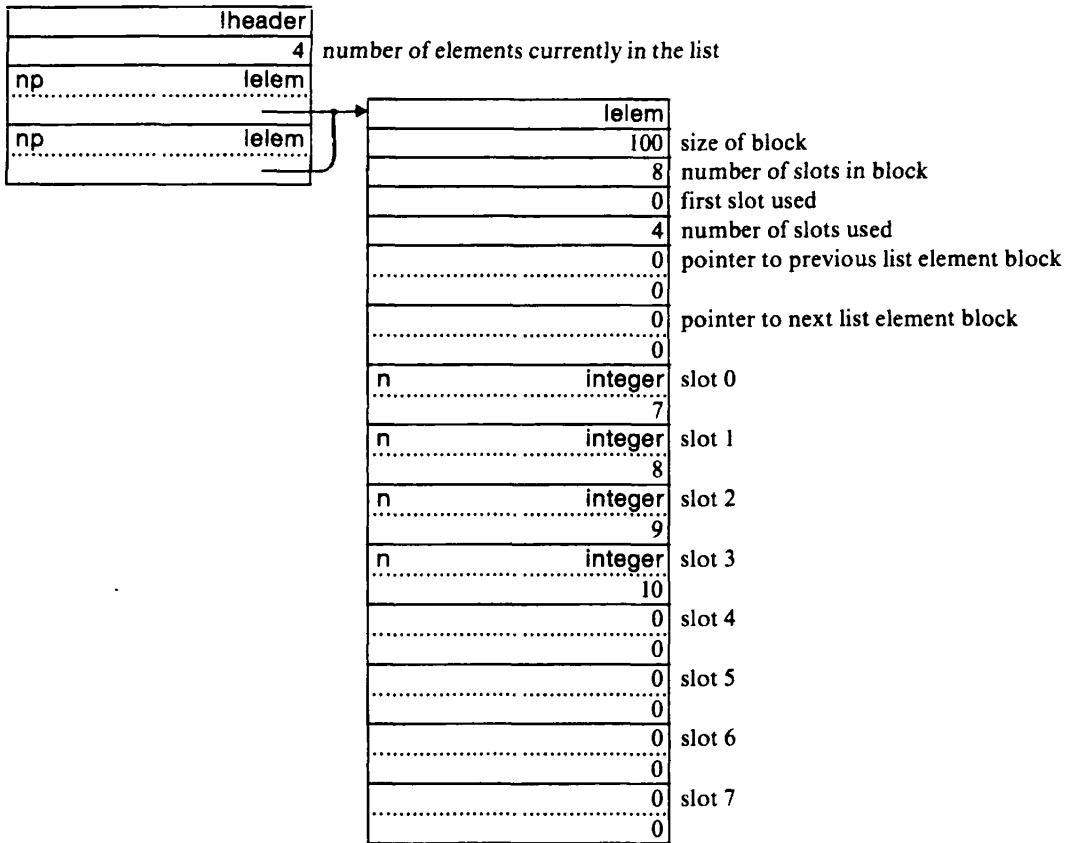 lheader
4 number of elements currently in the list
np lelem
np lelem
lelem
100 size of block
8 number of slots in block
0 first slot used
4 number of slots used
0 pointer to previous list element block
0
0 pointer to next list element block
0
n integer slot 0
7
n integer slot 1
8
n integer slot 2
9
n integer slot 3
10
0 slot 4
0
0 slot 5
0
0 slot 6
0
0 slot 7
0